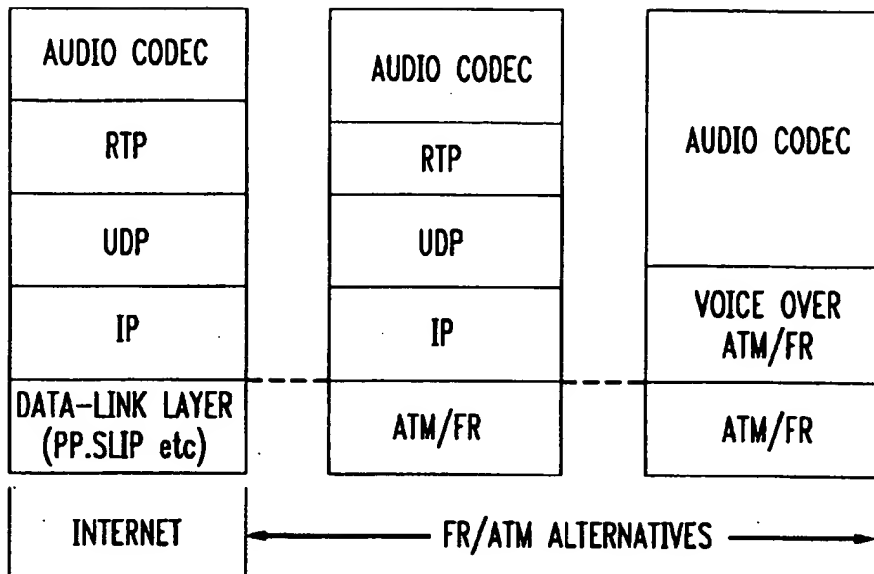 AUDIO CODEC
RTP
UDP
IP
DATA-LINK LAYER
(PP.SLIP etc)
INTERNET
AUDIO CODEC
RTP
UDP
IP
ATM/FR
AUDIO CODEC
VOICE OVER
ATM/FR
ATM/FR
FR/ATM ALTERNATIVES